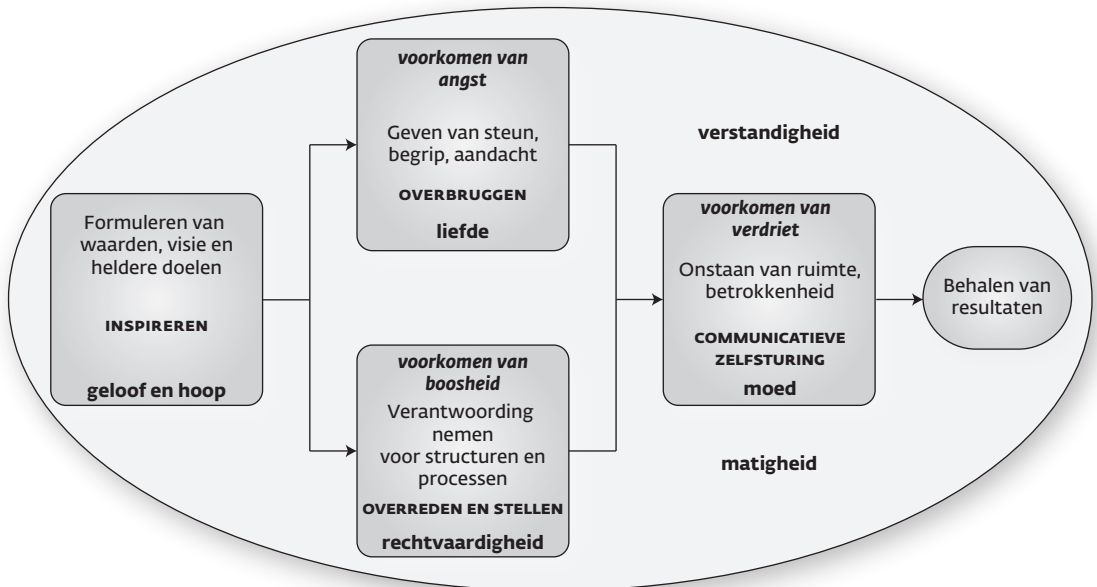 Formuleren van
waarden, visie en
heldere doelen
INSPIREREN
geloof en hoop
voorkomen van
angst
Geven van steun,
begrip, aandacht
OVERBRUGGEN
liefde
voorkomen van
boosheid
Verantwoording
nemen
voor structuren en
processen
OVERREDEN EN STELLEN
rechtvaardigheid
verstandigheid
voorkomen van
verdriet
Onstaan van ruimte,
betrokkenheid
COMMUNICATIEVE
ZELFSTURING
moed
matigheid
Behalen van
resultaten